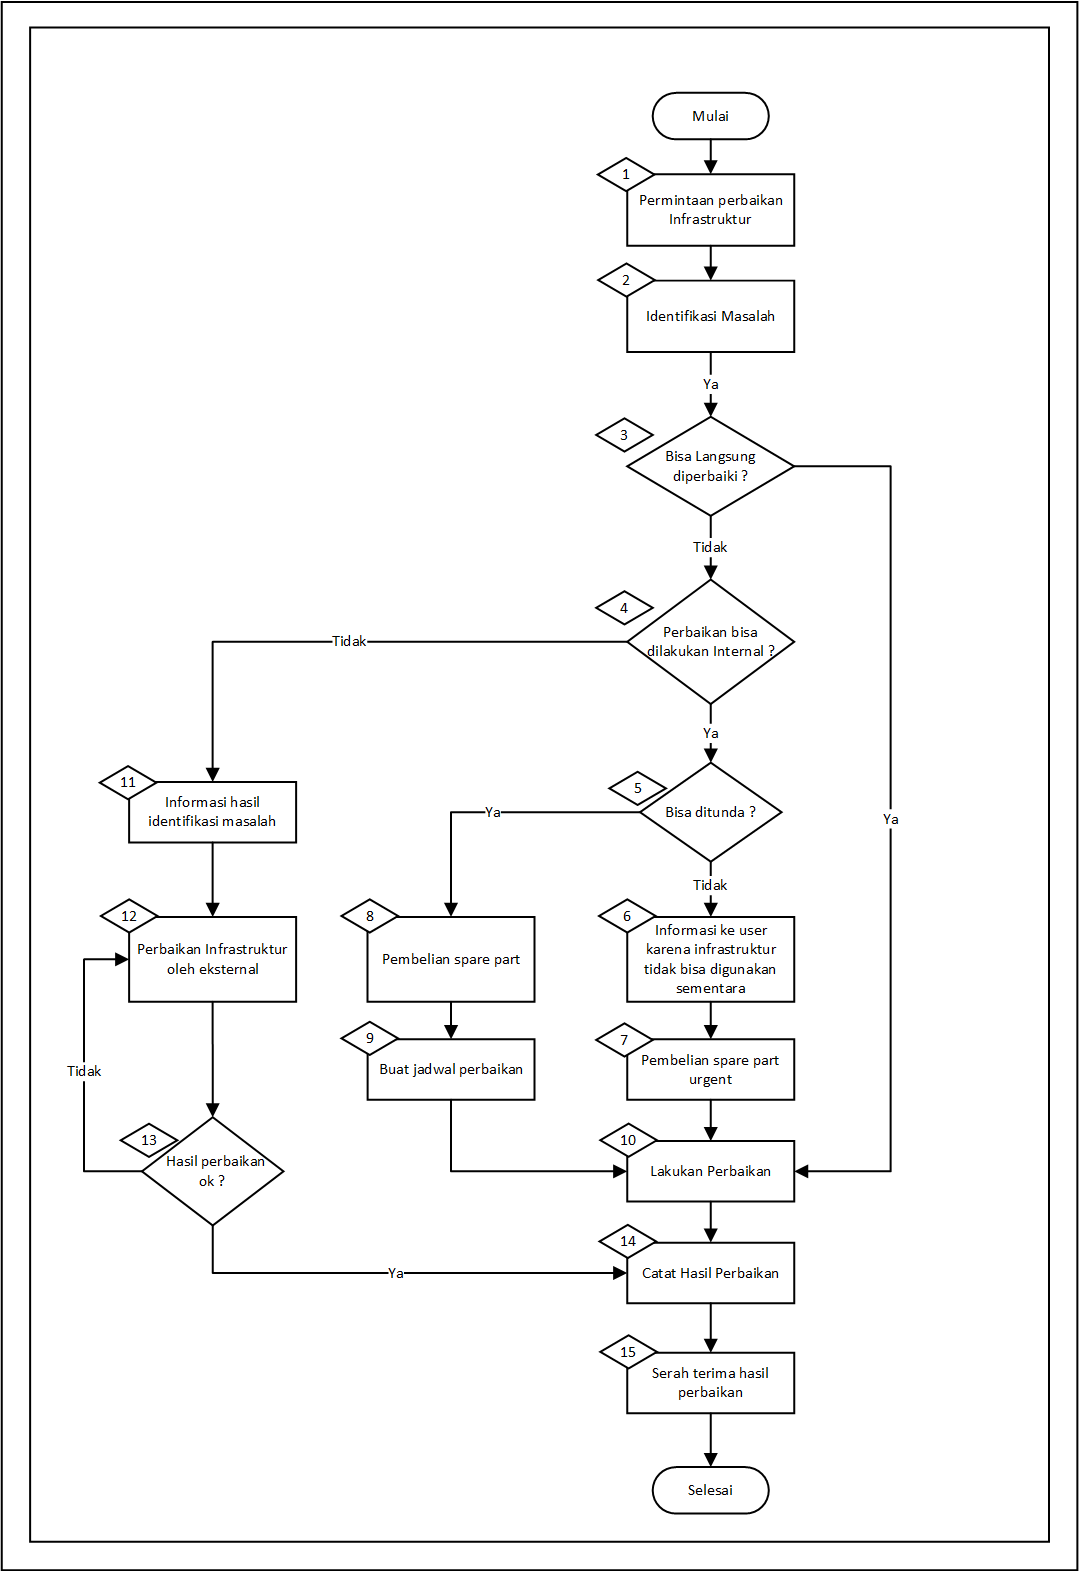 Mulai
1
Permintaan perbaikan
Infrastruktur
2
Identifikasi Masalah
Ya
3
Bisa Langsung
diperbaiki ?
Tidak
4
Perbaikan bisa
dilakukan Internal ?
Tidak
Ya
11
Informasi hasil
identifikasi masalah
5
Bisa ditunda ?
Ya
Ya
Tidak
12
Perbaikan Infrastruktur
oleh eksternal
8
Pembelian spare part
6
Informasi ke user
karena infrastruktur
tidak bisa digunakan
sementara
9
Buat jadwal perbaikan
7
Pembelian spare part
urgent
Tidak
13
Hasil perbaikan
ok ?
10
Lakukan Perbaikan
Ya
14
Catat Hasil Perbaikan
15
Serah terima hasil
perbaikan
Selesai